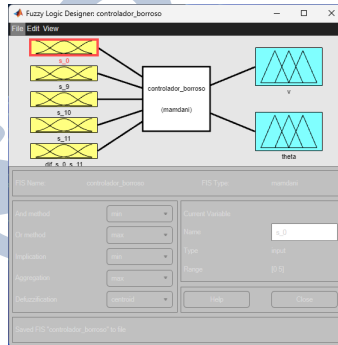 Fuzzy Logic Designer: controlador_borroso
File Edit View
s_0
s_9
s_10
s_11
dif_s_0_s_11
controlador_borroso
(mamdani)
v
theta
FIS Name: controlador_borroso FIS Type: mamdani
And method min
Or method max
Implication min
Aggregation max
Defuzzification centroid
Current Variable
Name s_0
Type input
Range [0 5]
Help Close
Saved FIS "controlador_borroso" to file